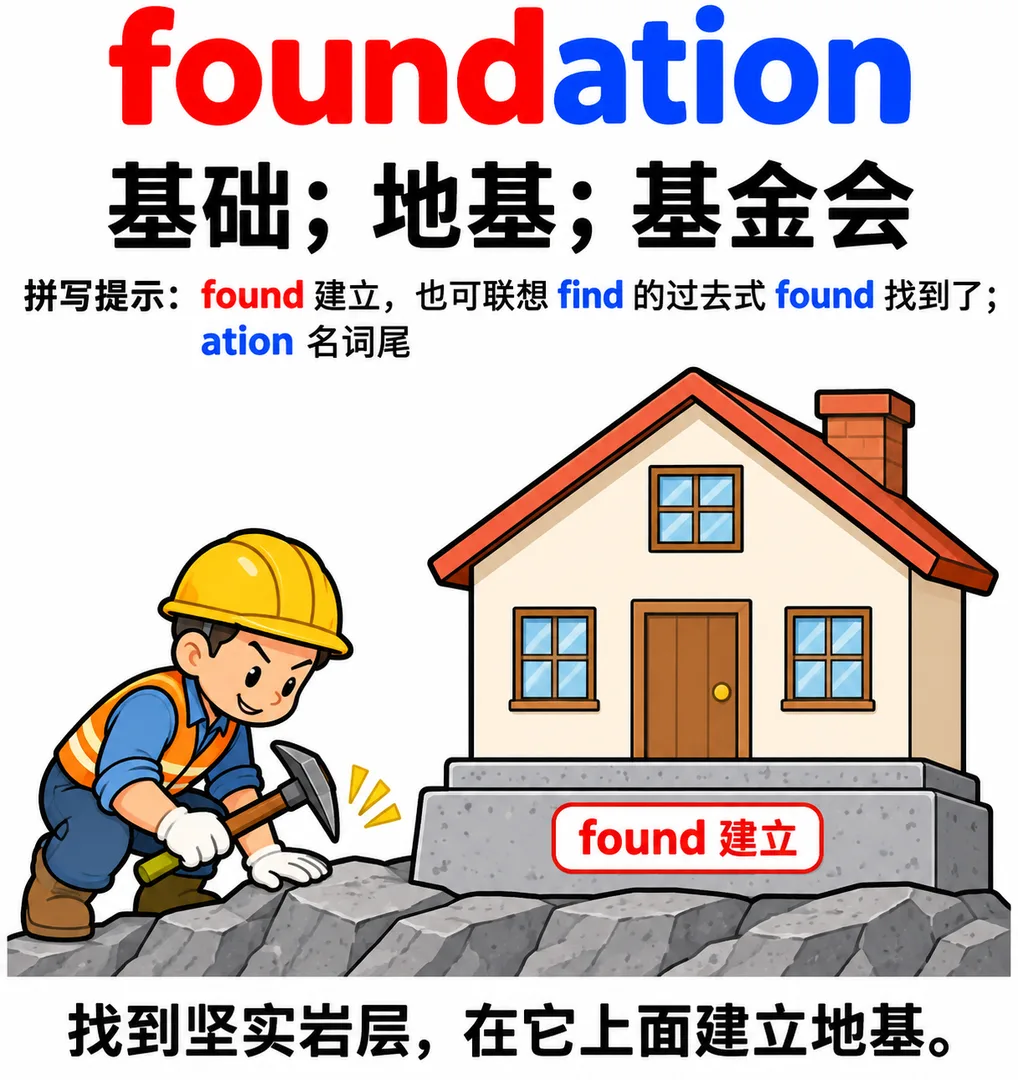 foundation
基础；地基；基金会
拼写提示：found 建立，也可联想 find 的过去式 found 找到了；
ation 名词尾
found 建立
找到坚实岩层，在它上面建立地基。